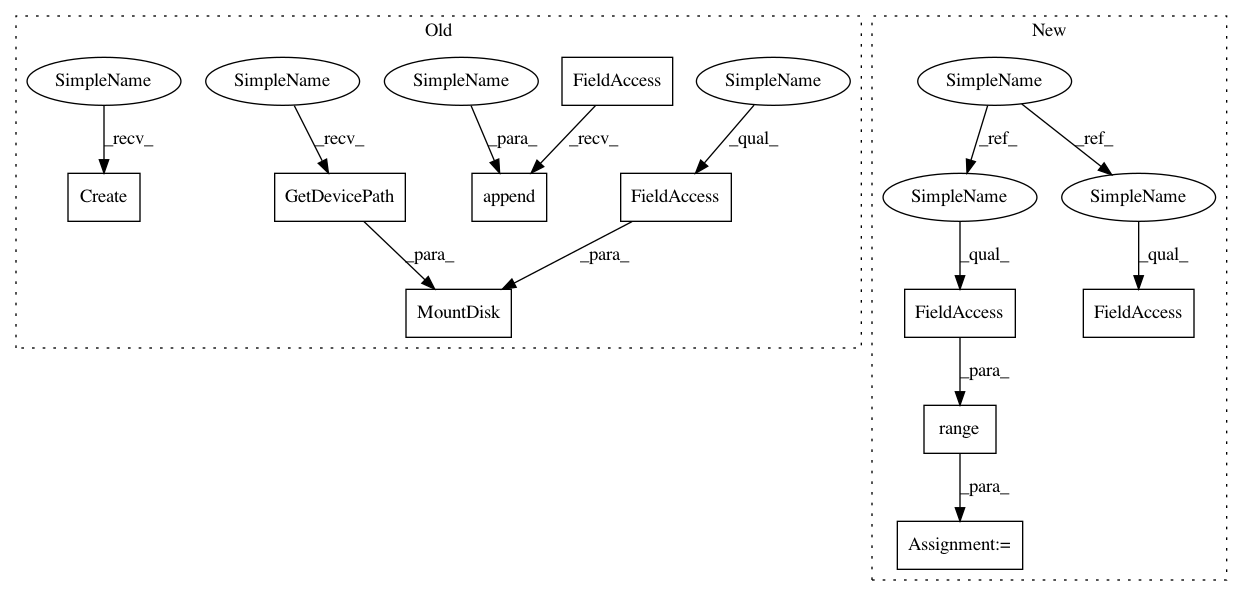 Old
New
SimpleName
SimpleName
SimpleName
FieldAccess
SimpleName
SimpleName
_recv_
_recv_
_para_
_recv_
_qual_
_ref_
_ref_
Create
GetDevicePath
append
FieldAccess
SimpleName
SimpleName
_para_
_para_
_qual_
_qual_
MountDisk
FieldAccess
FieldAccess
_para_
range
_para_
Assignment:=